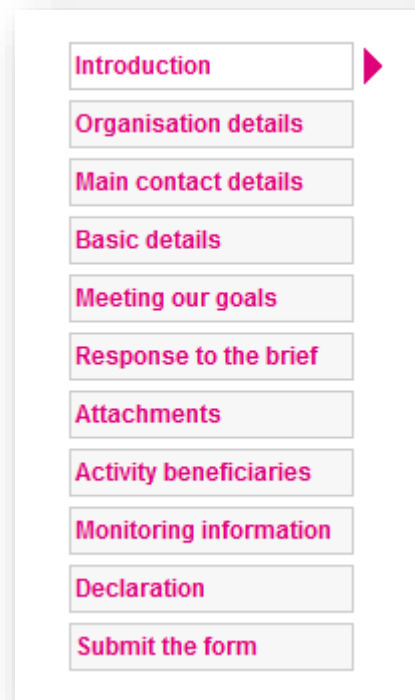 Introduction
Organisation details
Main contact details
Basic details
Meeting our goals
Response to the brief
Attachments
Activity beneficiaries
Monitoring information
Declaration
Submit the form